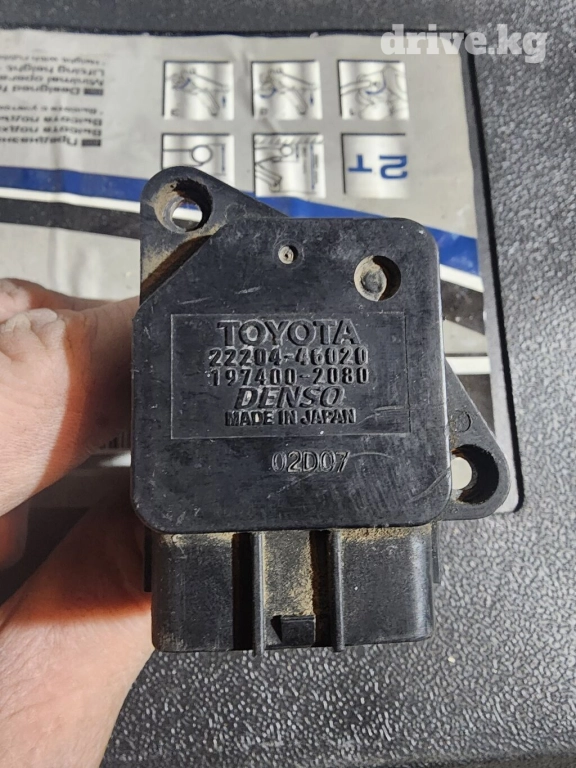 drive.kg
2т
TOYOTA
22204-46020
197400-2080
DENSO
MADE IN JAPAN
02D07